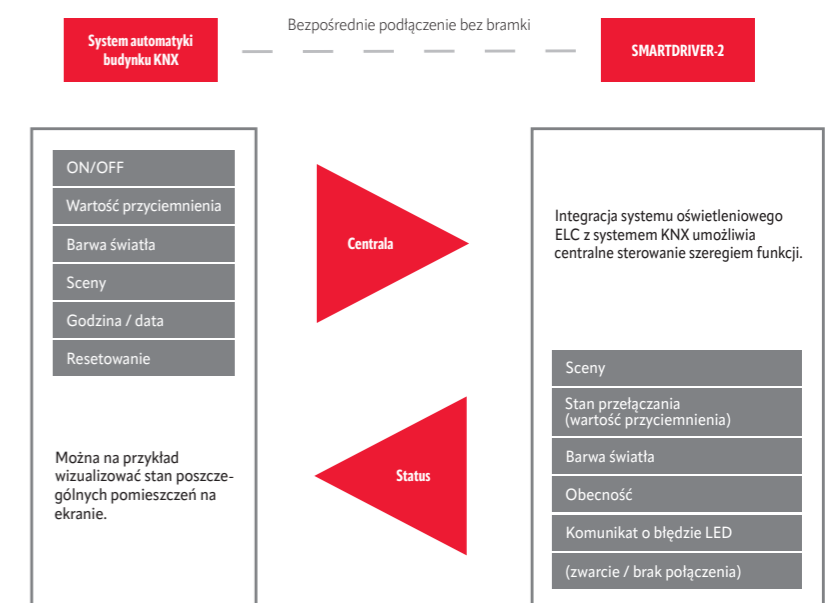 Bezpośrednie podłączenie bez bramki
System automatyki
budynku KNX
SMARTDRIVER-2
ON/OFF
Wartość przyciemnienia
Barwa światła
Sceny
Godzina / data
Resetowanie
Można na przykład
wizualizować stan poszcze-
gólnych pomieszczeń na
ekranie.
Centrala
Status
Integracja systemu oświetleniowego
ELC z systemem KNX umożliwia
centralne sterowanie szeregiem funkcji.
Sceny
Stan przełączania
(wartość przyciemnienia)
Barwa światła
Obecność
Komunikat o błędzie LED
(zwarcie / brak połączenia)